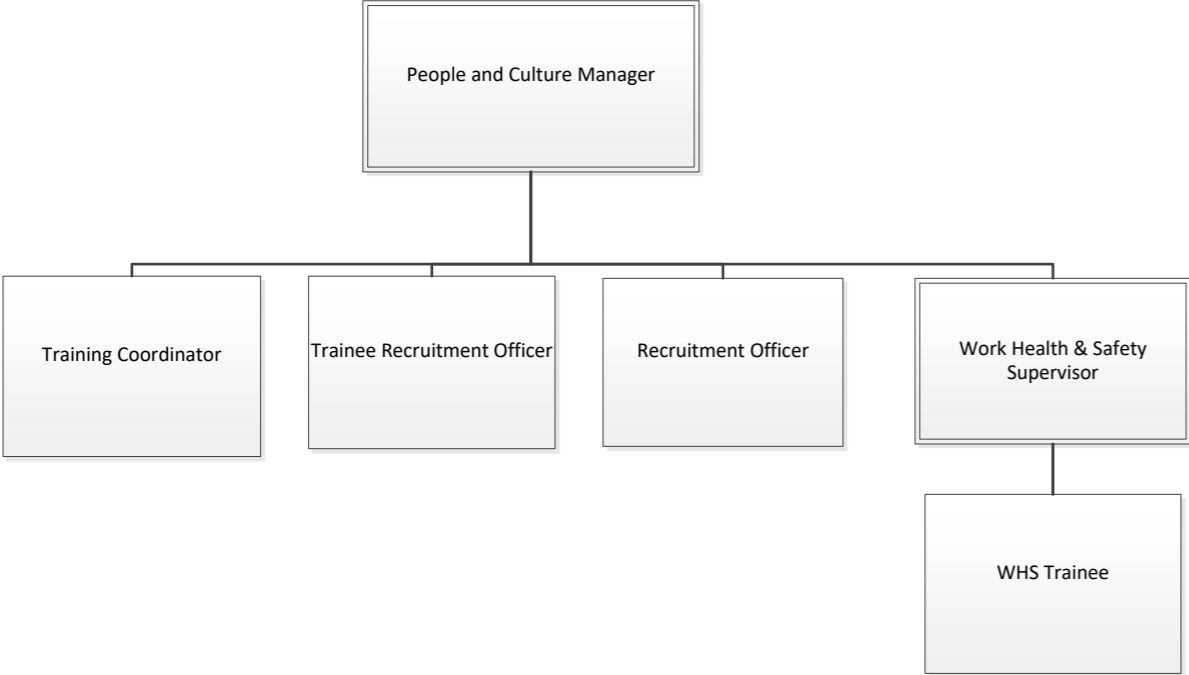 People and Culture Manager
Training Coordinator
Trainee Recruitment Officer
Recruitment Officer
Work Health & Safety
Supervisor
WHS Trainee